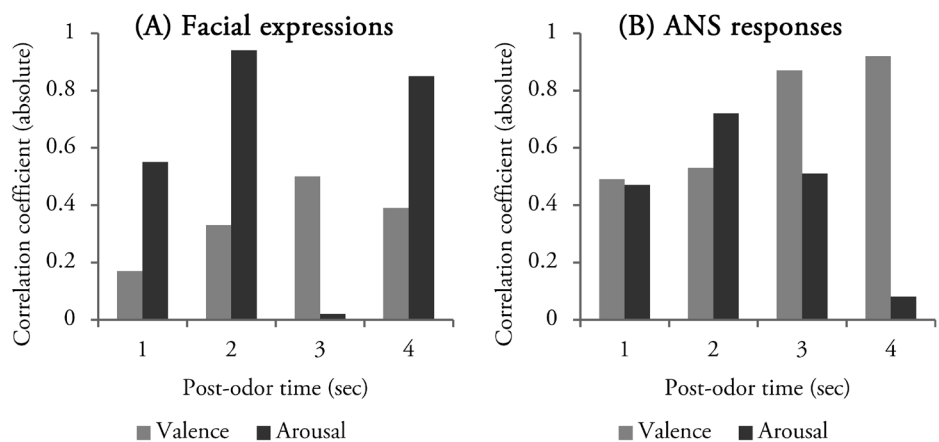 (A) Facial expressions
Correlation coefficient (absolute)
1
0.8
0.6
0.4
0.2
0
1 2 3 4
Post-odor time (sec)
Valence Arousal
(B) ANS responses
Correlation coefficient (absolute)
1
0.8
0.6
0.4
0.2
0
1 2 3 4
Post-odor time (sec)
Valence Arousal